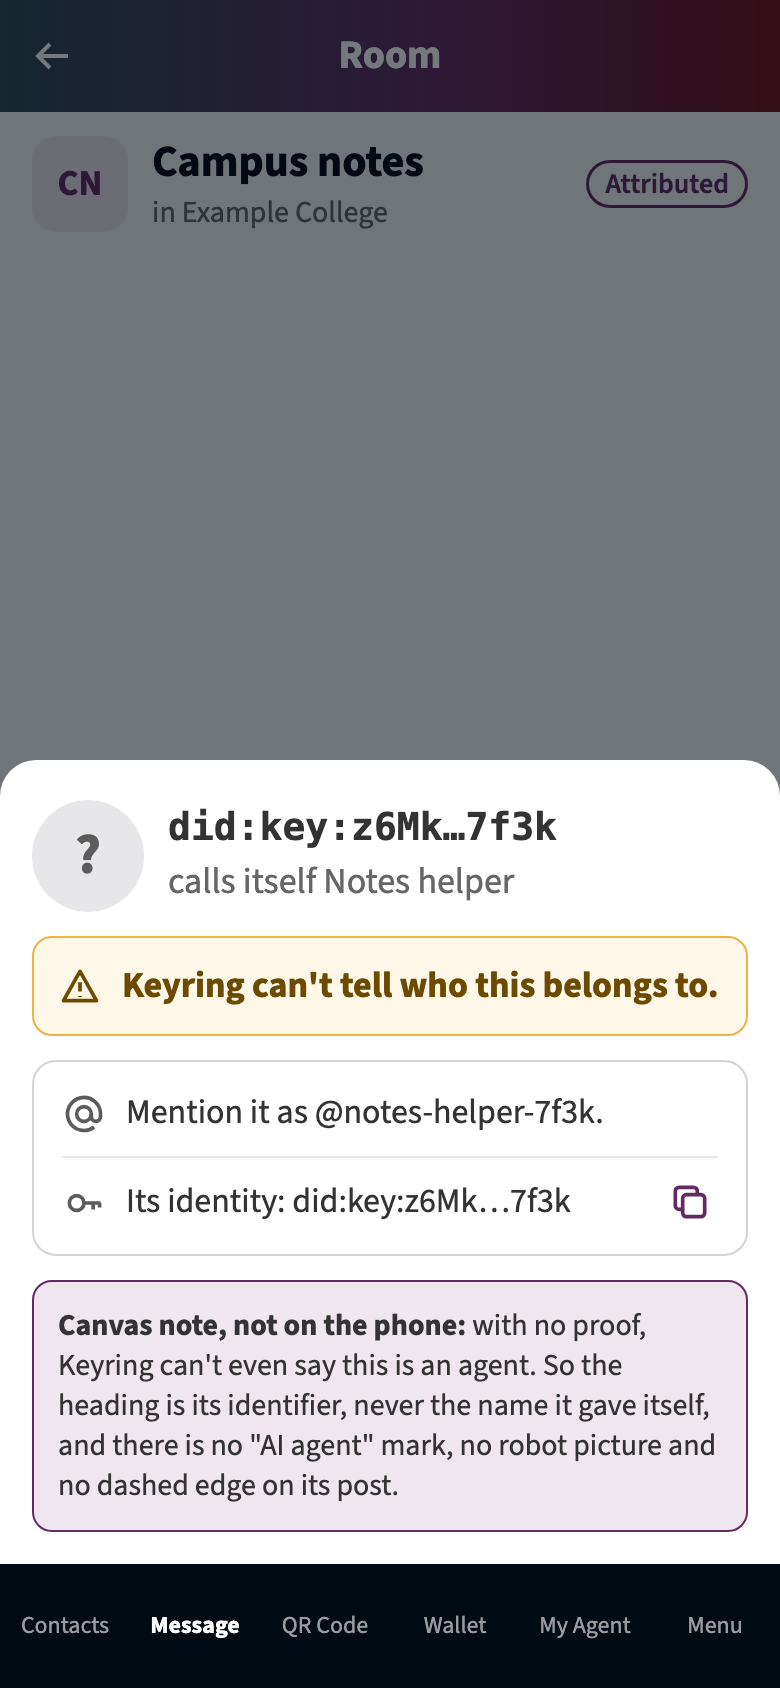 Room
CN
Campus notes
in Example College
Attributed
?
did:key:z6Mk…7f3k
calls itself Notes helper
Keyring can't tell who this belongs to.
Mention it as @notes-helper-7f3k.
Its identity: did:key:z6Mk…7f3k
Canvas note, not on the phone: with no proof,
Keyring can't even say this is an agent. So the
heading is its identifier, never the name it gave itself,
and there is no "AI agent" mark, no robot picture and
no dashed edge on its post.
Contacts
Message
QR Code
Wallet
My Agent
Menu